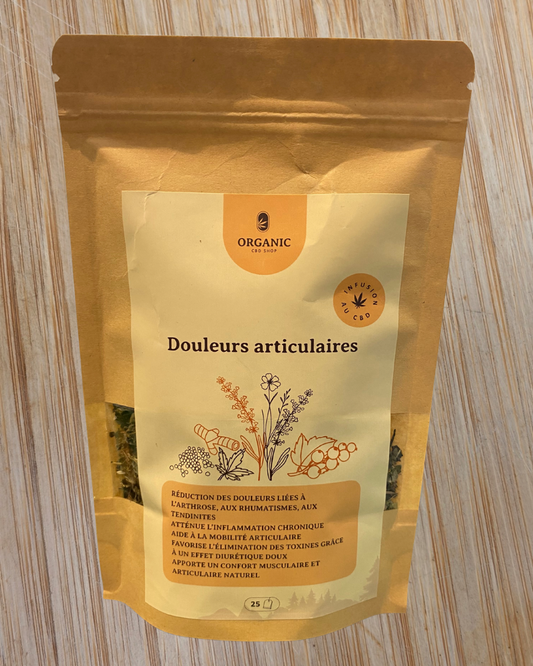 ORGANIC
CBD SHOP
INFUSION
AU CBD
Douleurs articulaires
RÉDUCTION DES DOULEURS LIÉES À
L'ARTHROSE, AUX RHUMATISMES, AUX
TENDINITES
ATTÉNUE L'INFLAMMATION CHRONIQUE
AIDE À LA MOBILITÉ ARTICULAIRE
FAVORISE L'ÉLIMINATION DES TOXINES GRÂCE
À UN EFFET DIURÉTIQUE DOUX
APPORTE UN CONFORT MUSCULAIRE ET
ARTICULAIRE NATUREL
25